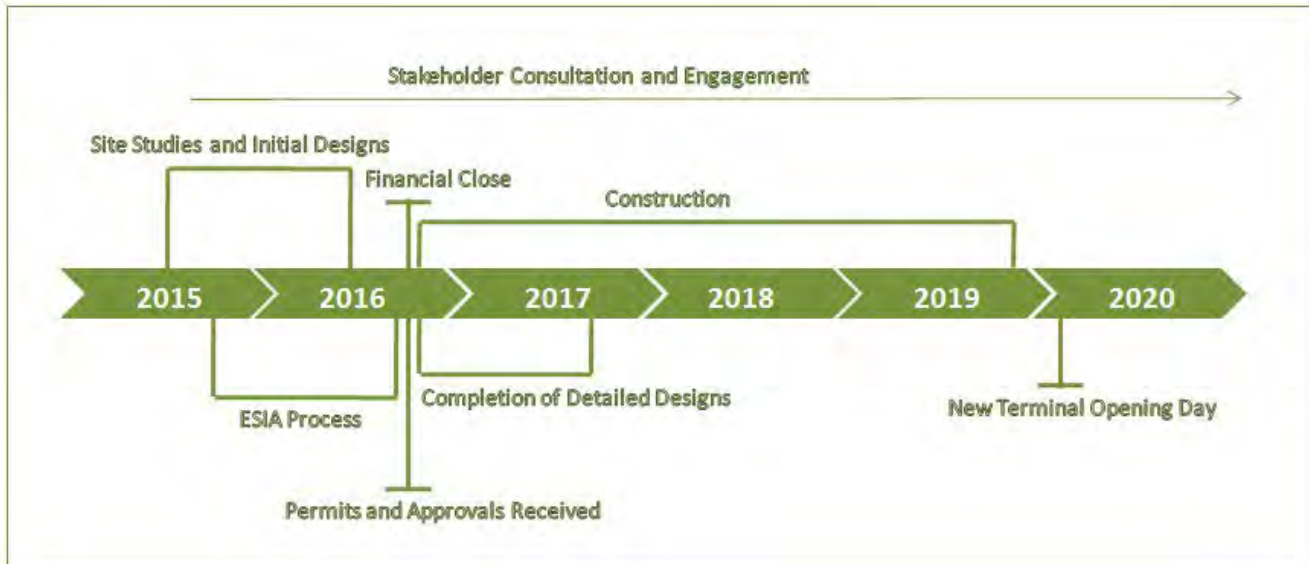 Stakeholder Consultation and Engagement
Site Studies and Initial Designs
Financial Close
Construction
2015
2016
2017
2018
2019
2020
ESIA Process
Completion of Detailed Designs
New Terminal Opening Day
Permits and Approvals Received